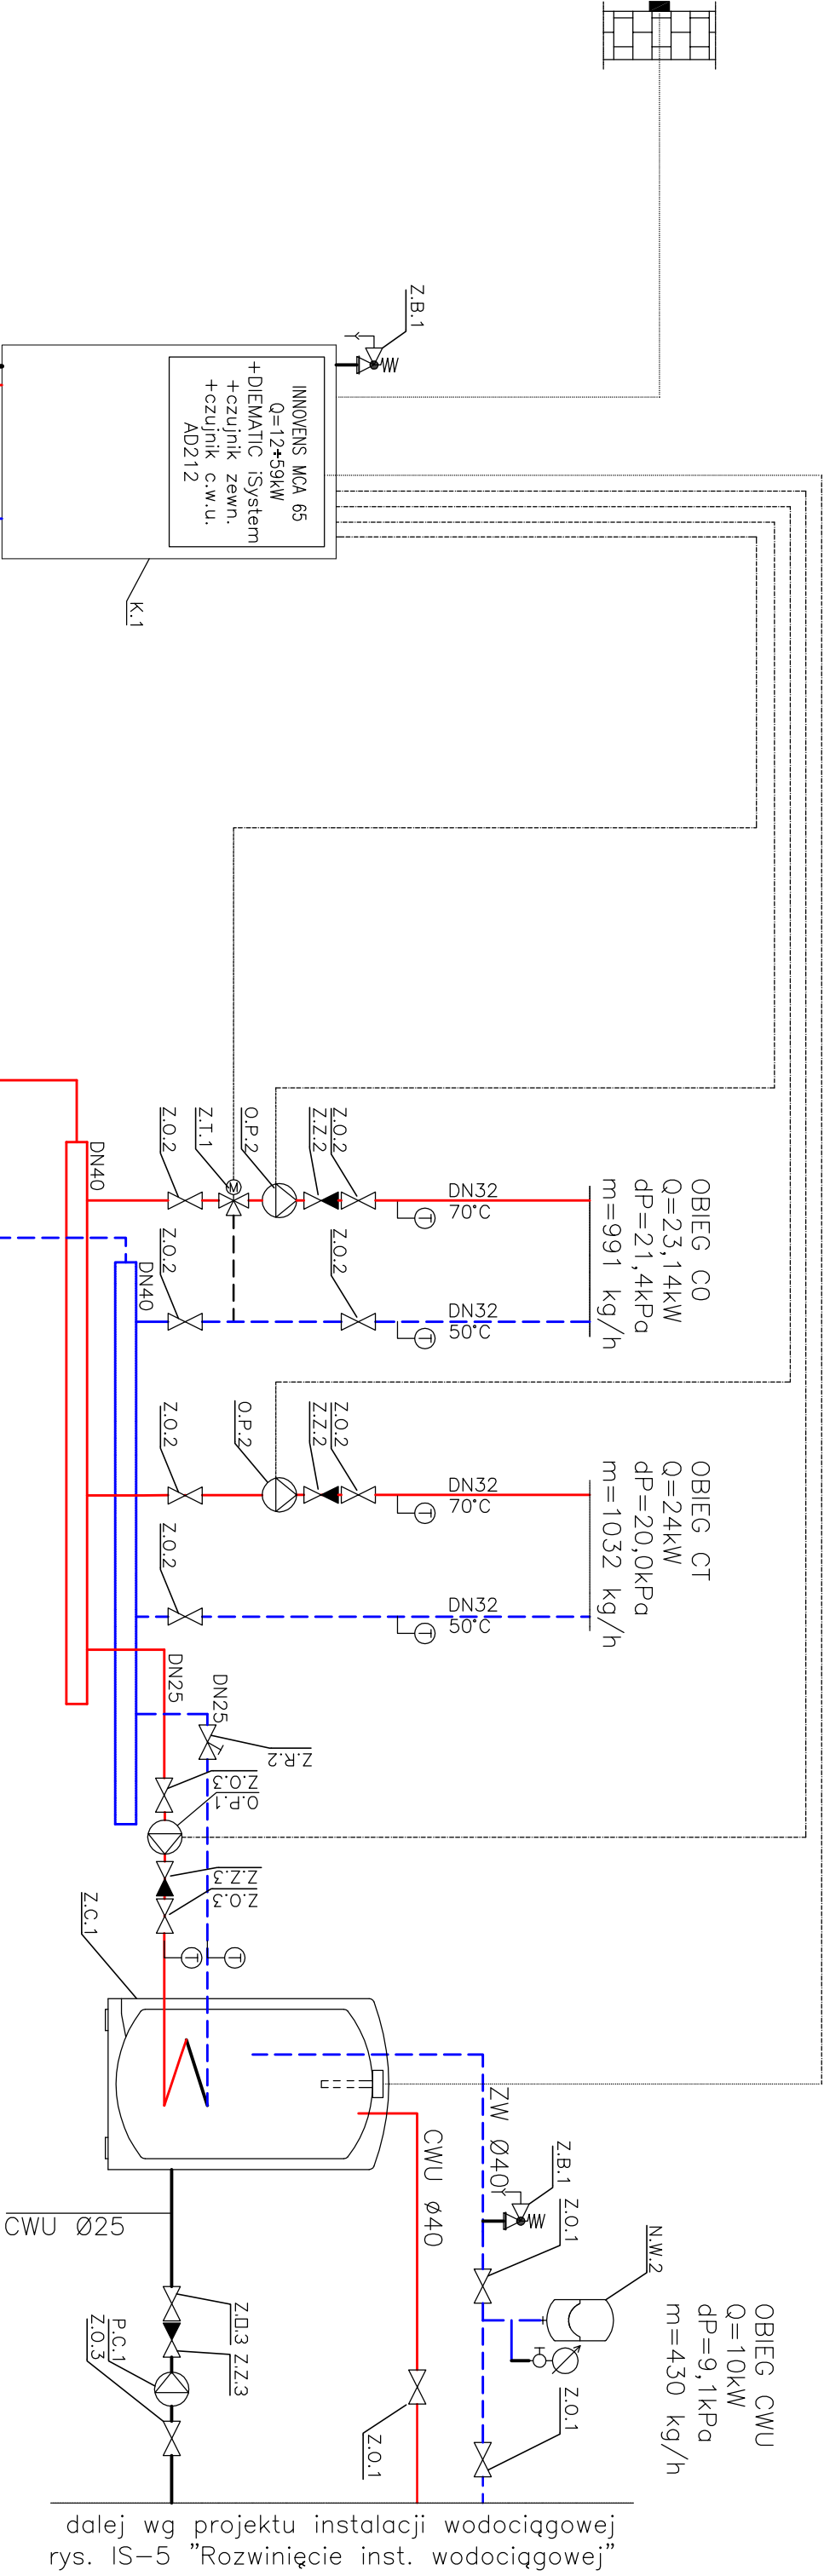 Z.B.1
INNOVENS MCA 65
Q=12÷59kW
+DIEMATIC iSystem
+czujnik zewn.
+czujnik c.w.u.
AD212
K.1
OBIEG CO
Q=23,14kW
dP=21,4kPa
m=991 kg/h
DN32
70°C
DN32
50°C
Z.O.2
Z.Z.2
O.P.2
Z.T.1
Z.O.2
Z.O.2
Z.O.2
DN40
DN40
OBIEG CT
Q=24kW
dP=20,0kPa
m=1032 kg/h
DN32
70°C
DN32
50°C
Z.O.2
Z.Z.2
O.P.2
Z.O.2
Z.O.2
M
T
T
T
T
DN25
DN25
Z.R.2
Z.O.3
O.P.1
Z.Z.3
Z.O.3
T
T
Z.C.1
OBIEG CWU
Q=10kW
dP=9,1kPa
m=430 kg/h
N.W.2
ZW Ø40
Z.B.1
Z.O.1
Z.O.1
CWU Ø40
Z.O.1
CWU Ø25
Z.□.3
Z.Z.3
P.C.1
Z.O.3
dalej wg projektu instalacji wodociągowej
rys. IS-5 "Rozwinięcie inst. wodociągowej"